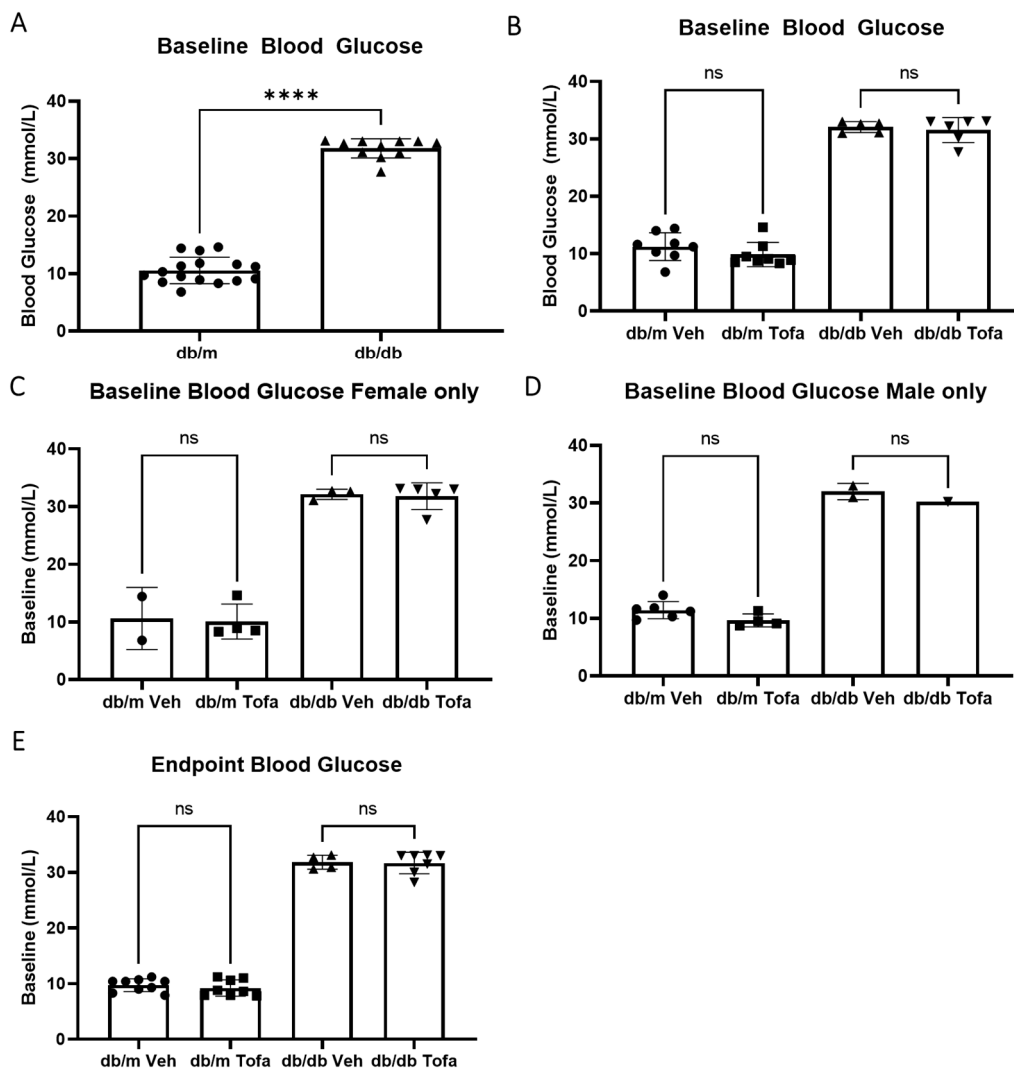 A
Baseline Blood Glucose
****
Blood Glucose (mmol/L)
40
30
20
10
0
db/m
db/db
B
Baseline Blood Glucose
ns
ns
Blood Glucose (mmol/L)
40
30
20
10
0
db/m Veh
db/m Tofa
db/db Veh
db/db Tofa
C
Baseline Blood Glucose Female only
ns
ns
Baseline (mmol/L)
40
30
20
10
0
db/m Veh
db/m Tofa
db/db Veh
db/db Tofa
D
Baseline Blood Glucose Male only
ns
ns
Baseline (mmol/L)
40
30
20
10
0
db/m Veh
db/m Tofa
db/db Veh
db/db Tofa
E
Endpoint Blood Glucose
ns
ns
Baseline (mmol/L)
40
30
20
10
0
db/m Veh
db/m Tofa
db/db Veh
db/db Tofa